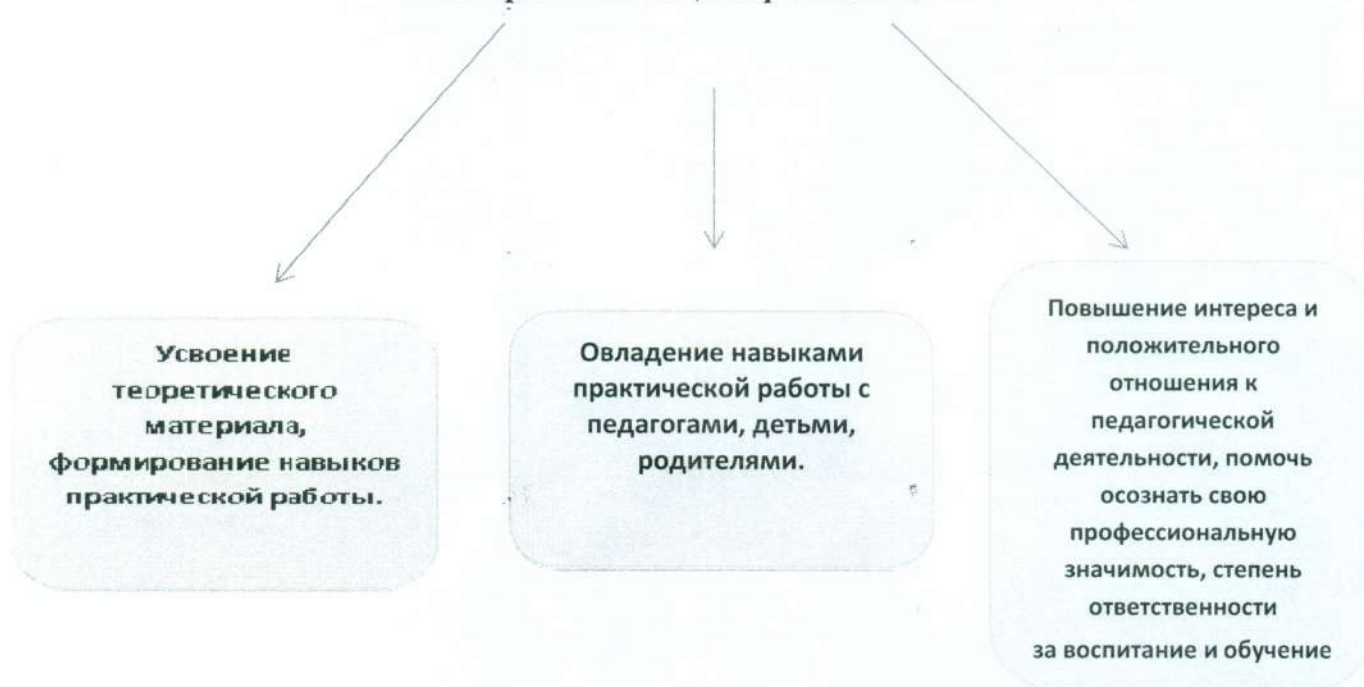 Усвоение
теоретического
материала,
формирование навыков
практической работы.
Овладение навыками
практической работы с
педагогами, детьми,
родителями.
Повышение интереса и
положительного
отношения к
педагогической
деятельности, помочь
осознать свою
профессиональную
значимость, степень
ответственности
за воспитание и обучение